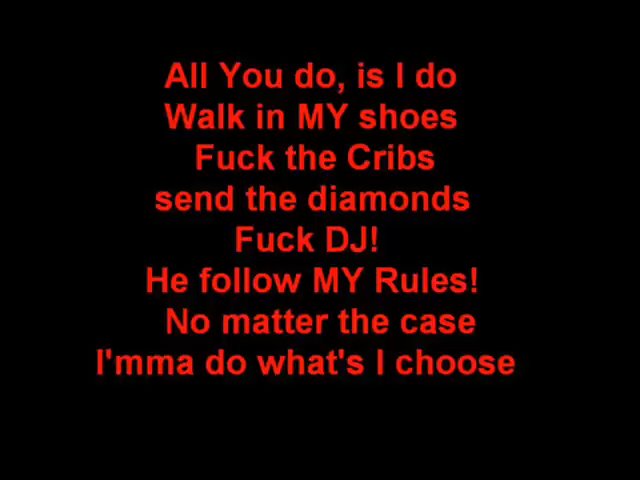 All You do, is I do
Walk in MY shoes
Fuck the Cribs
send the diamonds
Fuck DJ!
He follow MY Rules!
No matter the case
I'mma do what's I choose